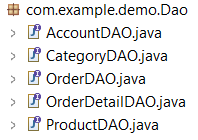 com.example.demo.Dao
AccountDAO.java
CategoryDAO.java
OrderDAO.java
OrderDetailDAO.java
ProductDAO.java